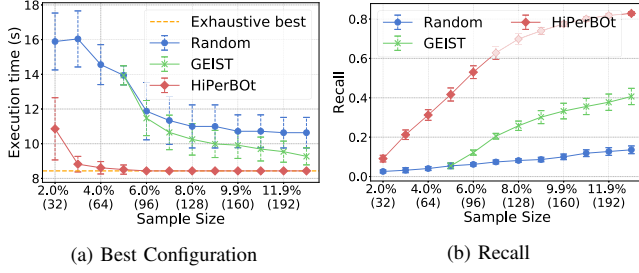 Exhaustive best
Random
GEIST
HiPerBOt
Execution time (s)
18
16
14
12
10
8
2.0% 4.0% 6.0% 8.0% 9.9% 11.9%
(32) (64) (96) (128) (160) (192)
Sample Size
(a) Best Configuration
Random HiPerBOt
GEIST
Recall
0.8
0.6
0.4
0.2
0.0
2.0% 4.0% 6.0% 8.0% 9.9% 11.9%
(32) (64) (96) (128) (160) (192)
Sample Size
(b) Recall